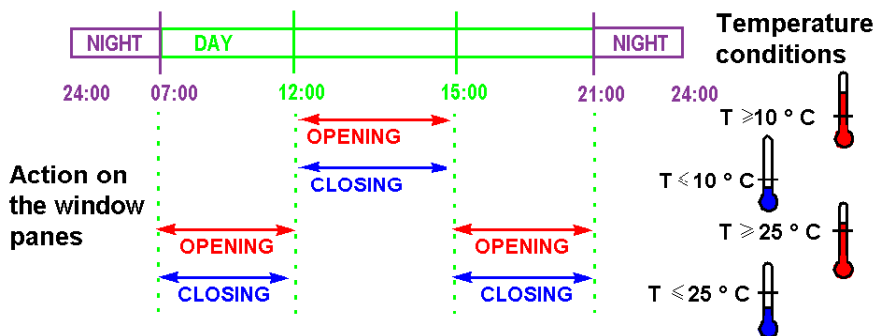 NIGHT DAY NIGHT
24:00 07:00 12:00 15:00 21:00 24:00
Temperature
conditions
OPENING
CLOSING
T ⩾10 ° C
T ⩽10 ° C
Action on
the window
panes
OPENING OPENING
CLOSING CLOSING
T ⩾ 25 ° C
T ⩽25 ° C